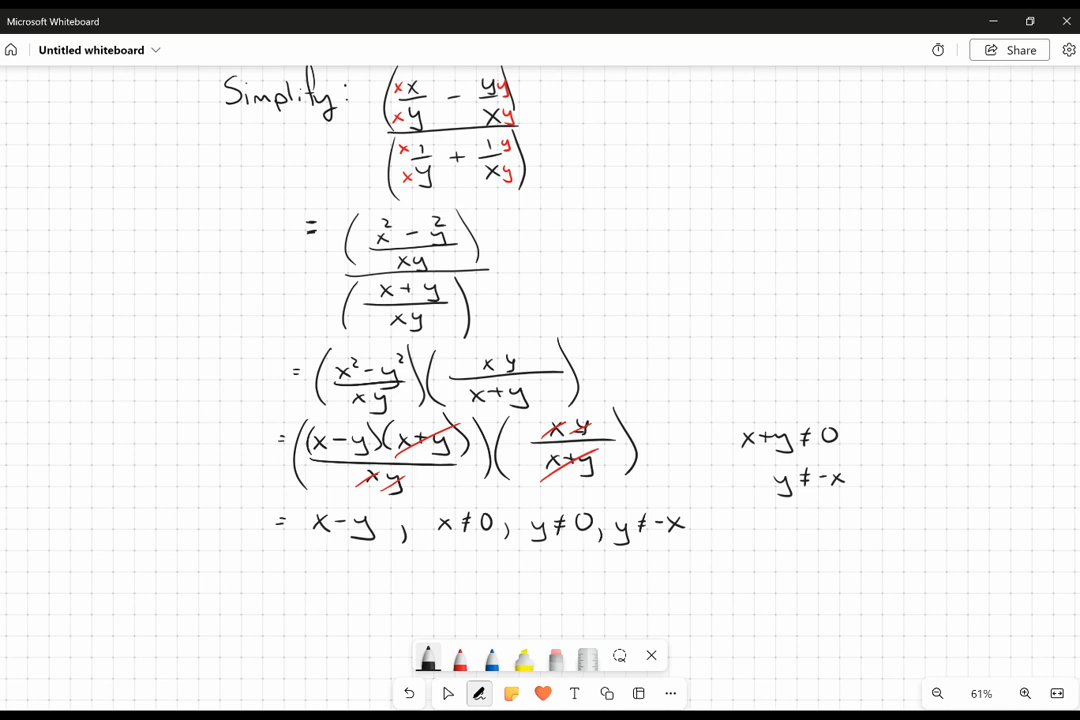 Microsoft Whiteboard
Untitled whiteboard
Share
Simplify: ((xx/xy - yy/xy)) / ((x1/xy + 1y/xy))
= ((x² - y²)/(xy)) / ((x + y)/(xy))
= ((x² - y²)/(xy)) ((xy)/(x+y))
= (((x-y)(x+y))/(xy)) ((xy)/(x+y))
x+y ≠ 0
y ≠ -x
= x-y, x≠0, y≠0, y≠-x
T
61%